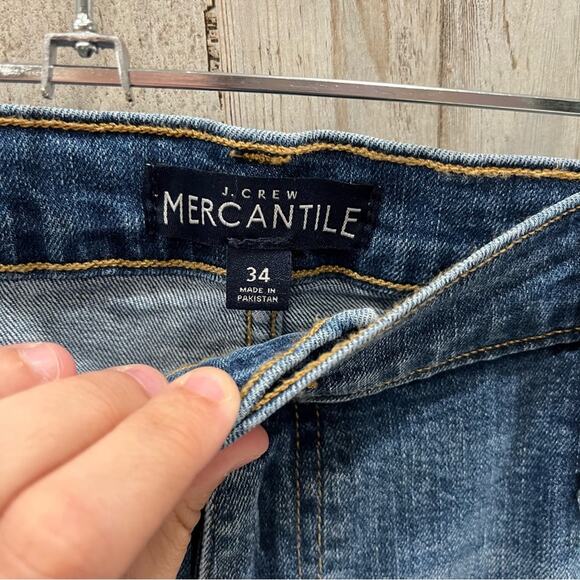 J.CREW
MERCANTILE
34
MADE IN
PAKISTAN